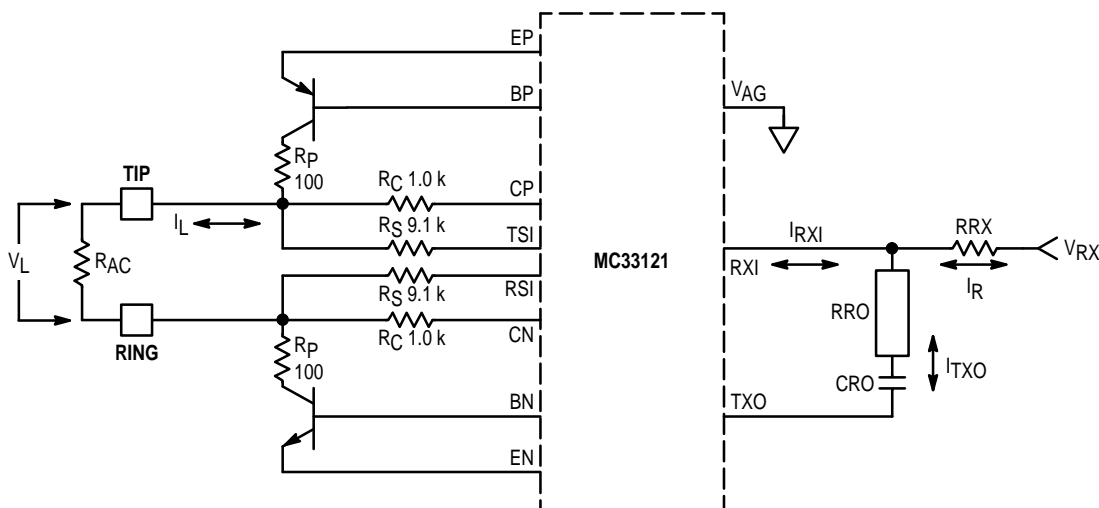 EP
BP
RP
100
TIP
RC 1.0 k
CP
IL
RS 9.1 k
TSI
VL
RAC
RSI
RS 9.1 k
CN
RC 1.0 k
RING
RP
100
BN
EN
MC33121
VAG
IRXI
RXI
RRX
VRX
IR
RRO
ITXO
CRO
TXO